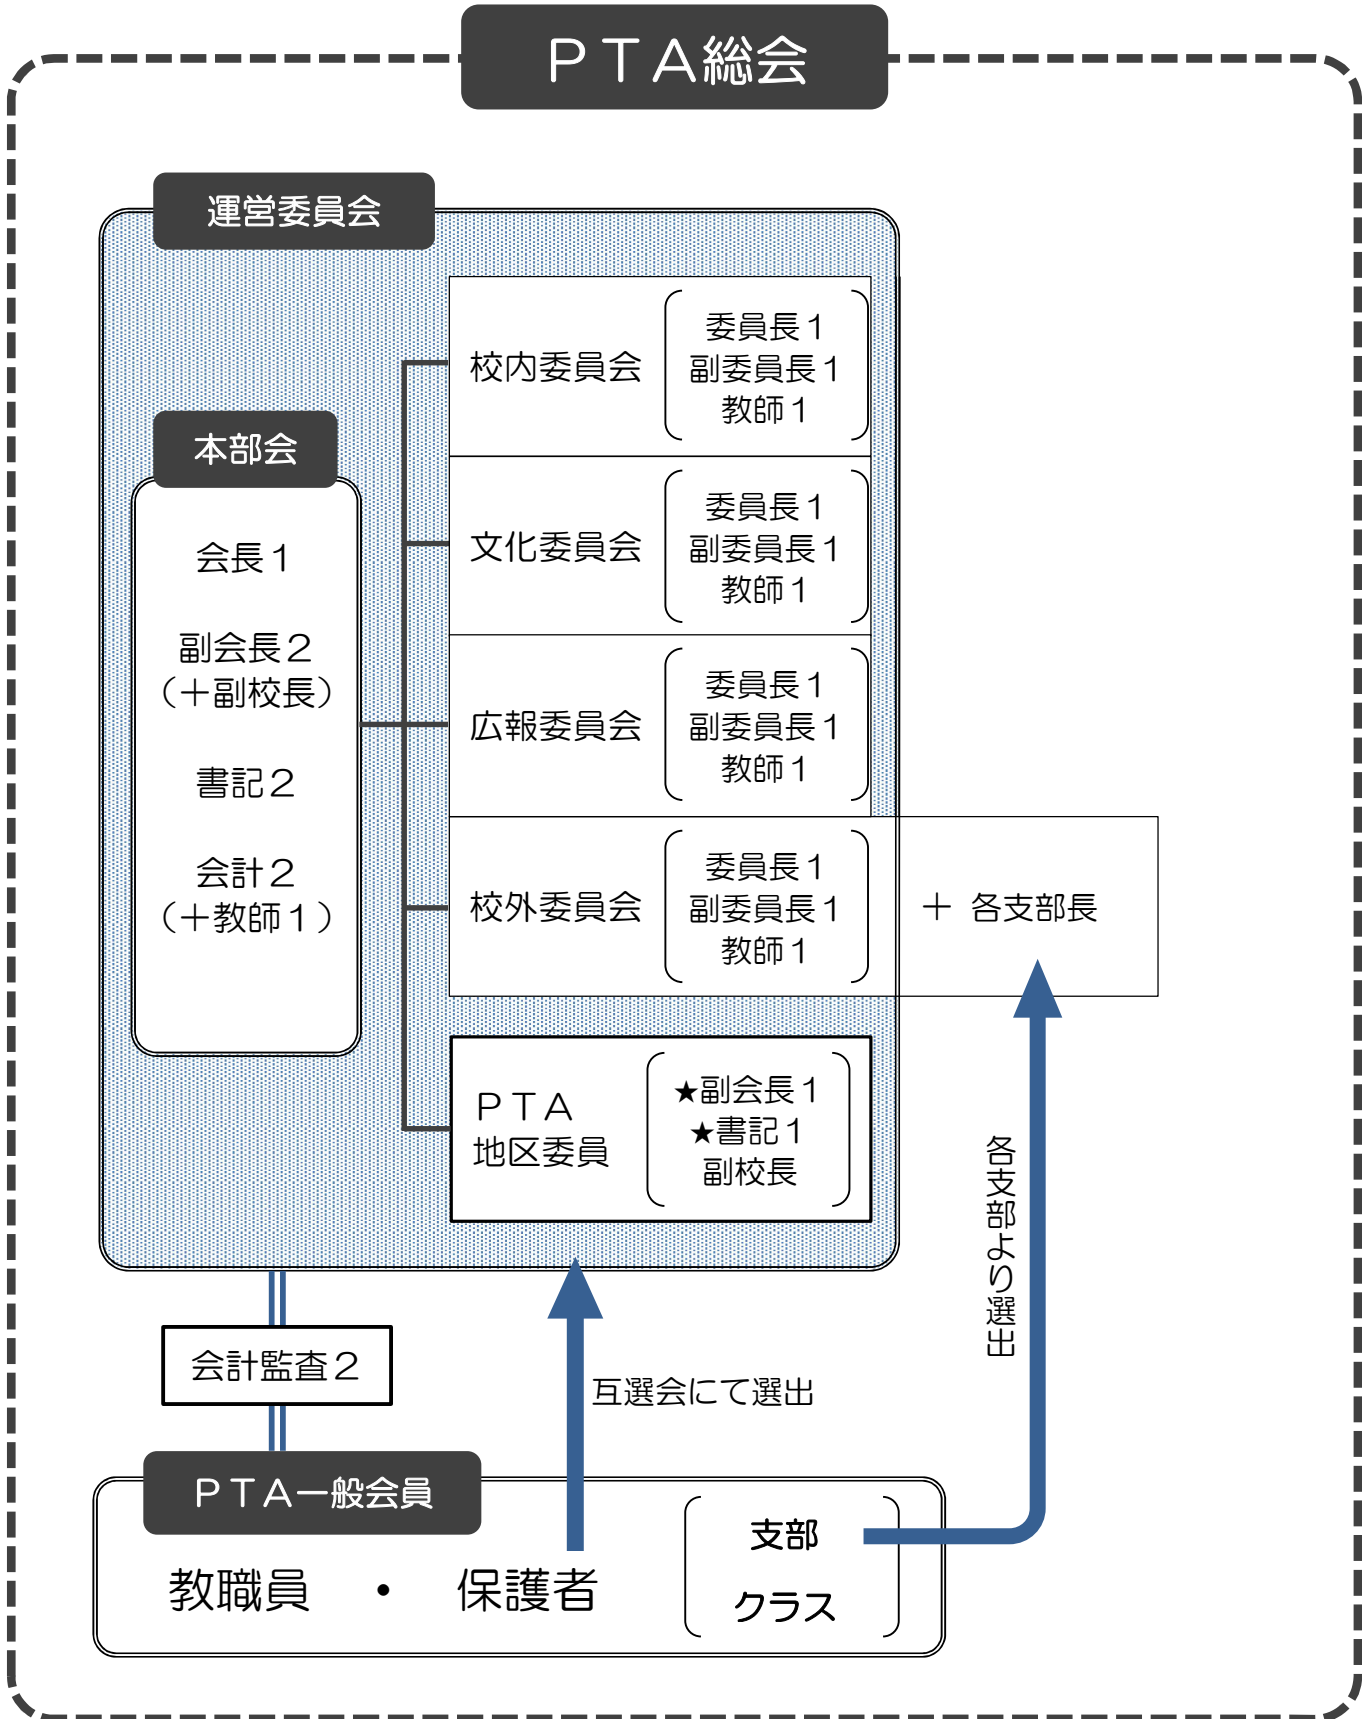 ＰＴＡ総会
運営委員会
本部会
会長１
副会長２
（＋副校長）
書記２
会計２
（＋教師１）
校内委員会
委員長１
副委員長１
教師１
文化委員会
委員長１
副委員長１
教師１
広報委員会
委員長１
副委員長１
教師１
校外委員会
委員長１
副委員長１
教師１
＋ 各支部長
ＰＴＡ
地区委員
★副会長１
★書記１
副校長
各支部より選出
会計監査２
互選会にて選出
ＰＴＡ一般会員
教職員　・　保護者
支部
クラス